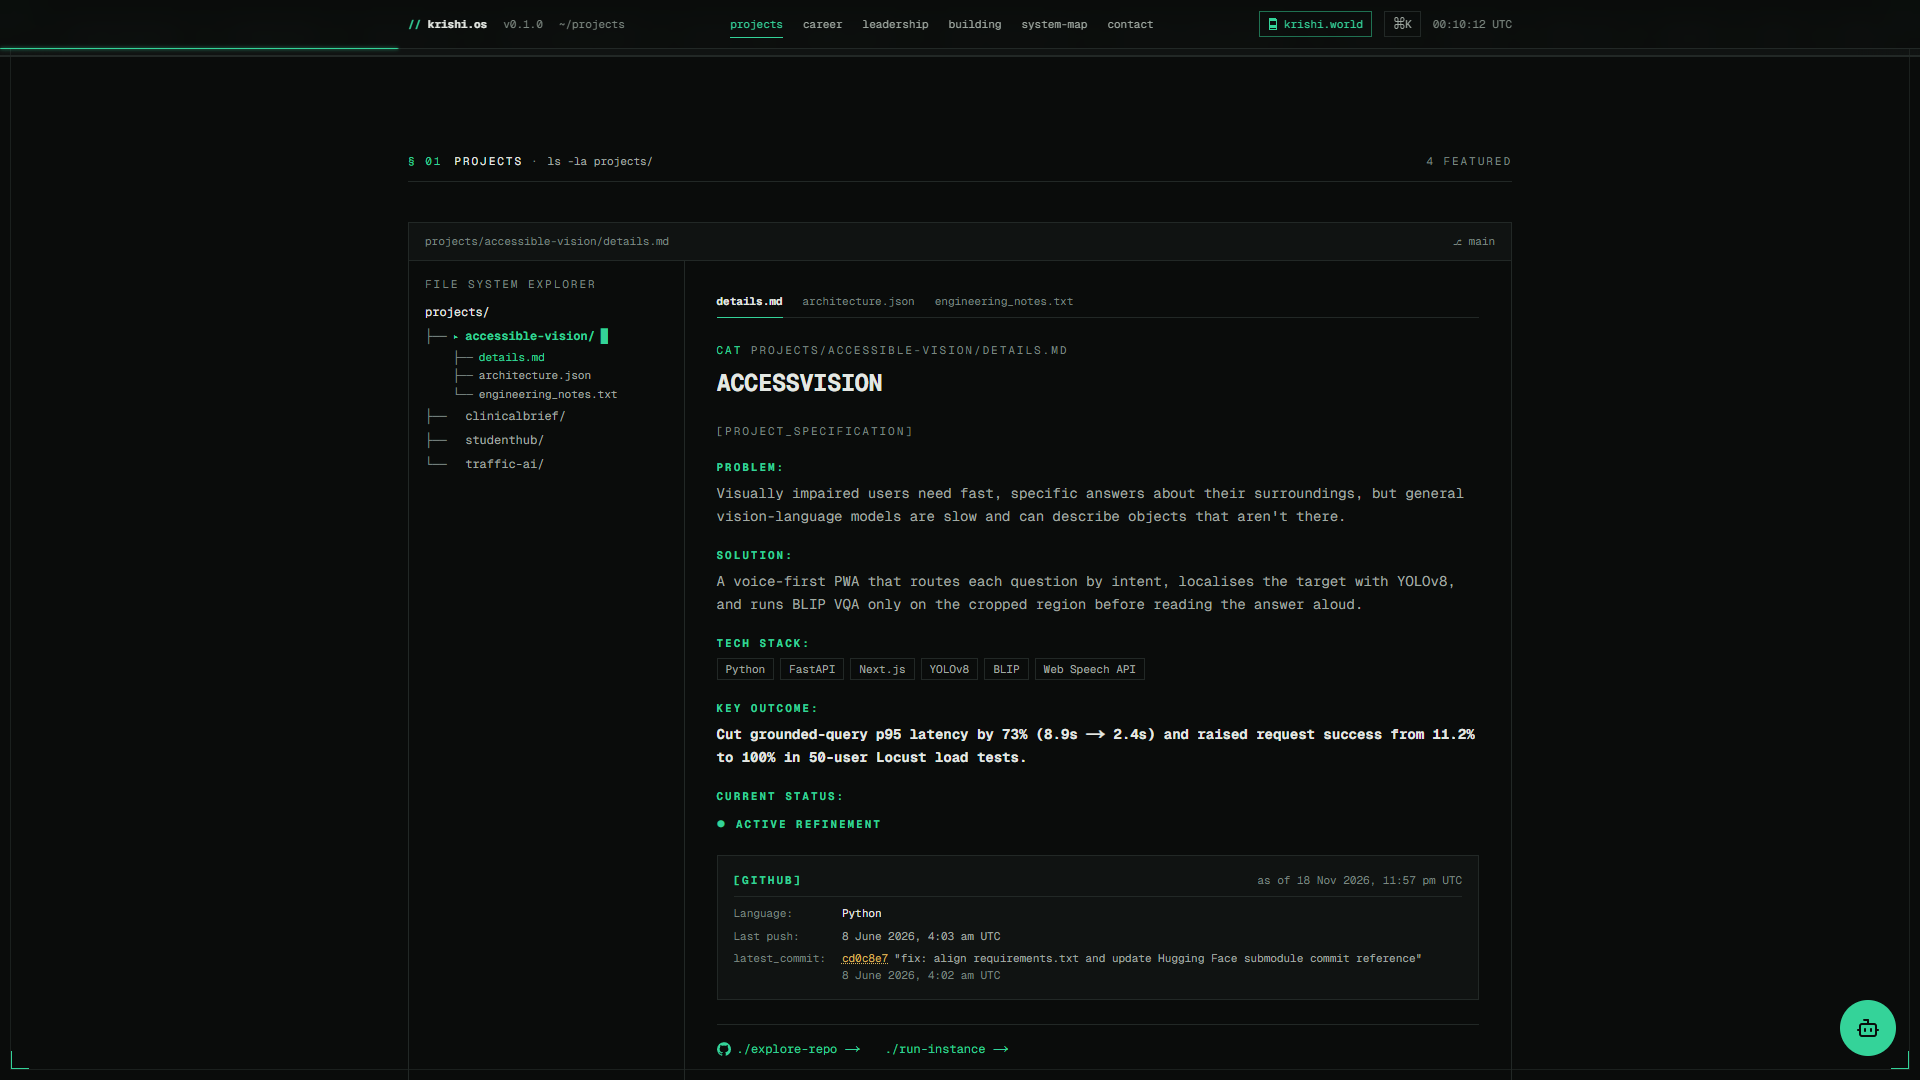 // krishi.os v0.1.0 ~/projects projects career leadership building system-map contact krishi.world ⌘K 00:10:12 UTC
§ 01 PROJECTS · ls -la projects/ 4 FEATURED
projects/accessible-vision/details.md ⎇ main
FILE SYSTEM EXPLORER
projects/
├── ▸ accessible-vision/
├── details.md
├── architecture.json
└── engineering_notes.txt
├── clinicalbrief/
├── studenthub/
└── traffic-ai/
details.md architecture.json engineering_notes.txt
CAT PROJECTS/ACCESSIBLE-VISION/DETAILS.MD
ACCESSVISION
[PROJECT_SPECIFICATION]
PROBLEM:
Visually impaired users need fast, specific answers about their surroundings, but general
vision-language models are slow and can describe objects that aren't there.
SOLUTION:
A voice-first PWA that routes each question by intent, localises the target with YOLOv8,
and runs BLIP VQA only on the cropped region before reading the answer aloud.
TECH STACK:
Python FastAPI Next.js YOLOv8 BLIP Web Speech API
KEY OUTCOME:
Cut grounded-query p95 latency by 73% (8.9s → 2.4s) and raised request success from 11.2%
to 100% in 50-user Locust load tests.
CURRENT STATUS:
● ACTIVE REFINEMENT
[GITHUB] as of 18 Nov 2026, 11:57 pm UTC
Language: Python
Last push: 8 June 2026, 4:03 am UTC
latest_commit: cd0c8e7 "fix: align requirements.txt and update Hugging Face submodule commit reference"
8 June 2026, 4:02 am UTC
./explore-repo → ./run-instance →